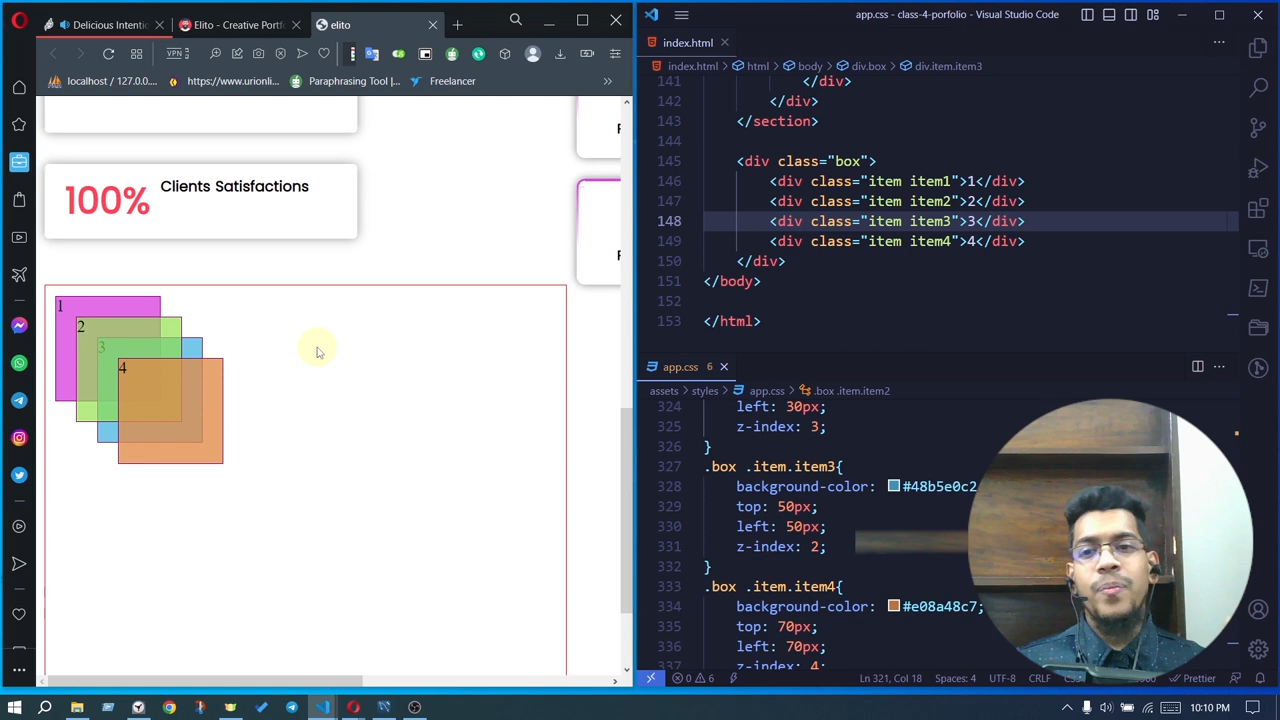 Delicious Intentic
Elito - Creative Portfo
elito
VPN
localhost / 127.0.0...
https://www.urionli...
Paraphrasing Tool |...
Freelancer
100%
Clients Satisfactions
1
2
3
4
app.css - class-4-porfolio - Visual Studio Code
index.html
index.html > html > body > div.box > div.item.item3
141 </div>
142 </div>
143 </section>
144
145 <div class="box">
146 <div class="item item1">1</div>
147 <div class="item item2">2</div>
148 <div class="item item3">3</div>
149 <div class="item item4">4</div>
150 </div>
151 </body>
152
153 </html>
app.css 6
assets > styles > app.css > .box .item.item2
324 left: 30px;
325 z-index: 3;
326 }
327 .box .item.item3{
328 background-color: #48b5e0c2
329 top: 50px;
330 left: 50px;
331 z-index: 2;
332 }
333 .box .item.item4{
334 background-color: #e08a48c7;
335 top: 70px;
336 left: 70px;
337 z-index: 4;
0 6
Ln 321, Col 18
Spaces: 4
UTF-8
CRLF
Prettier
10:10 PM